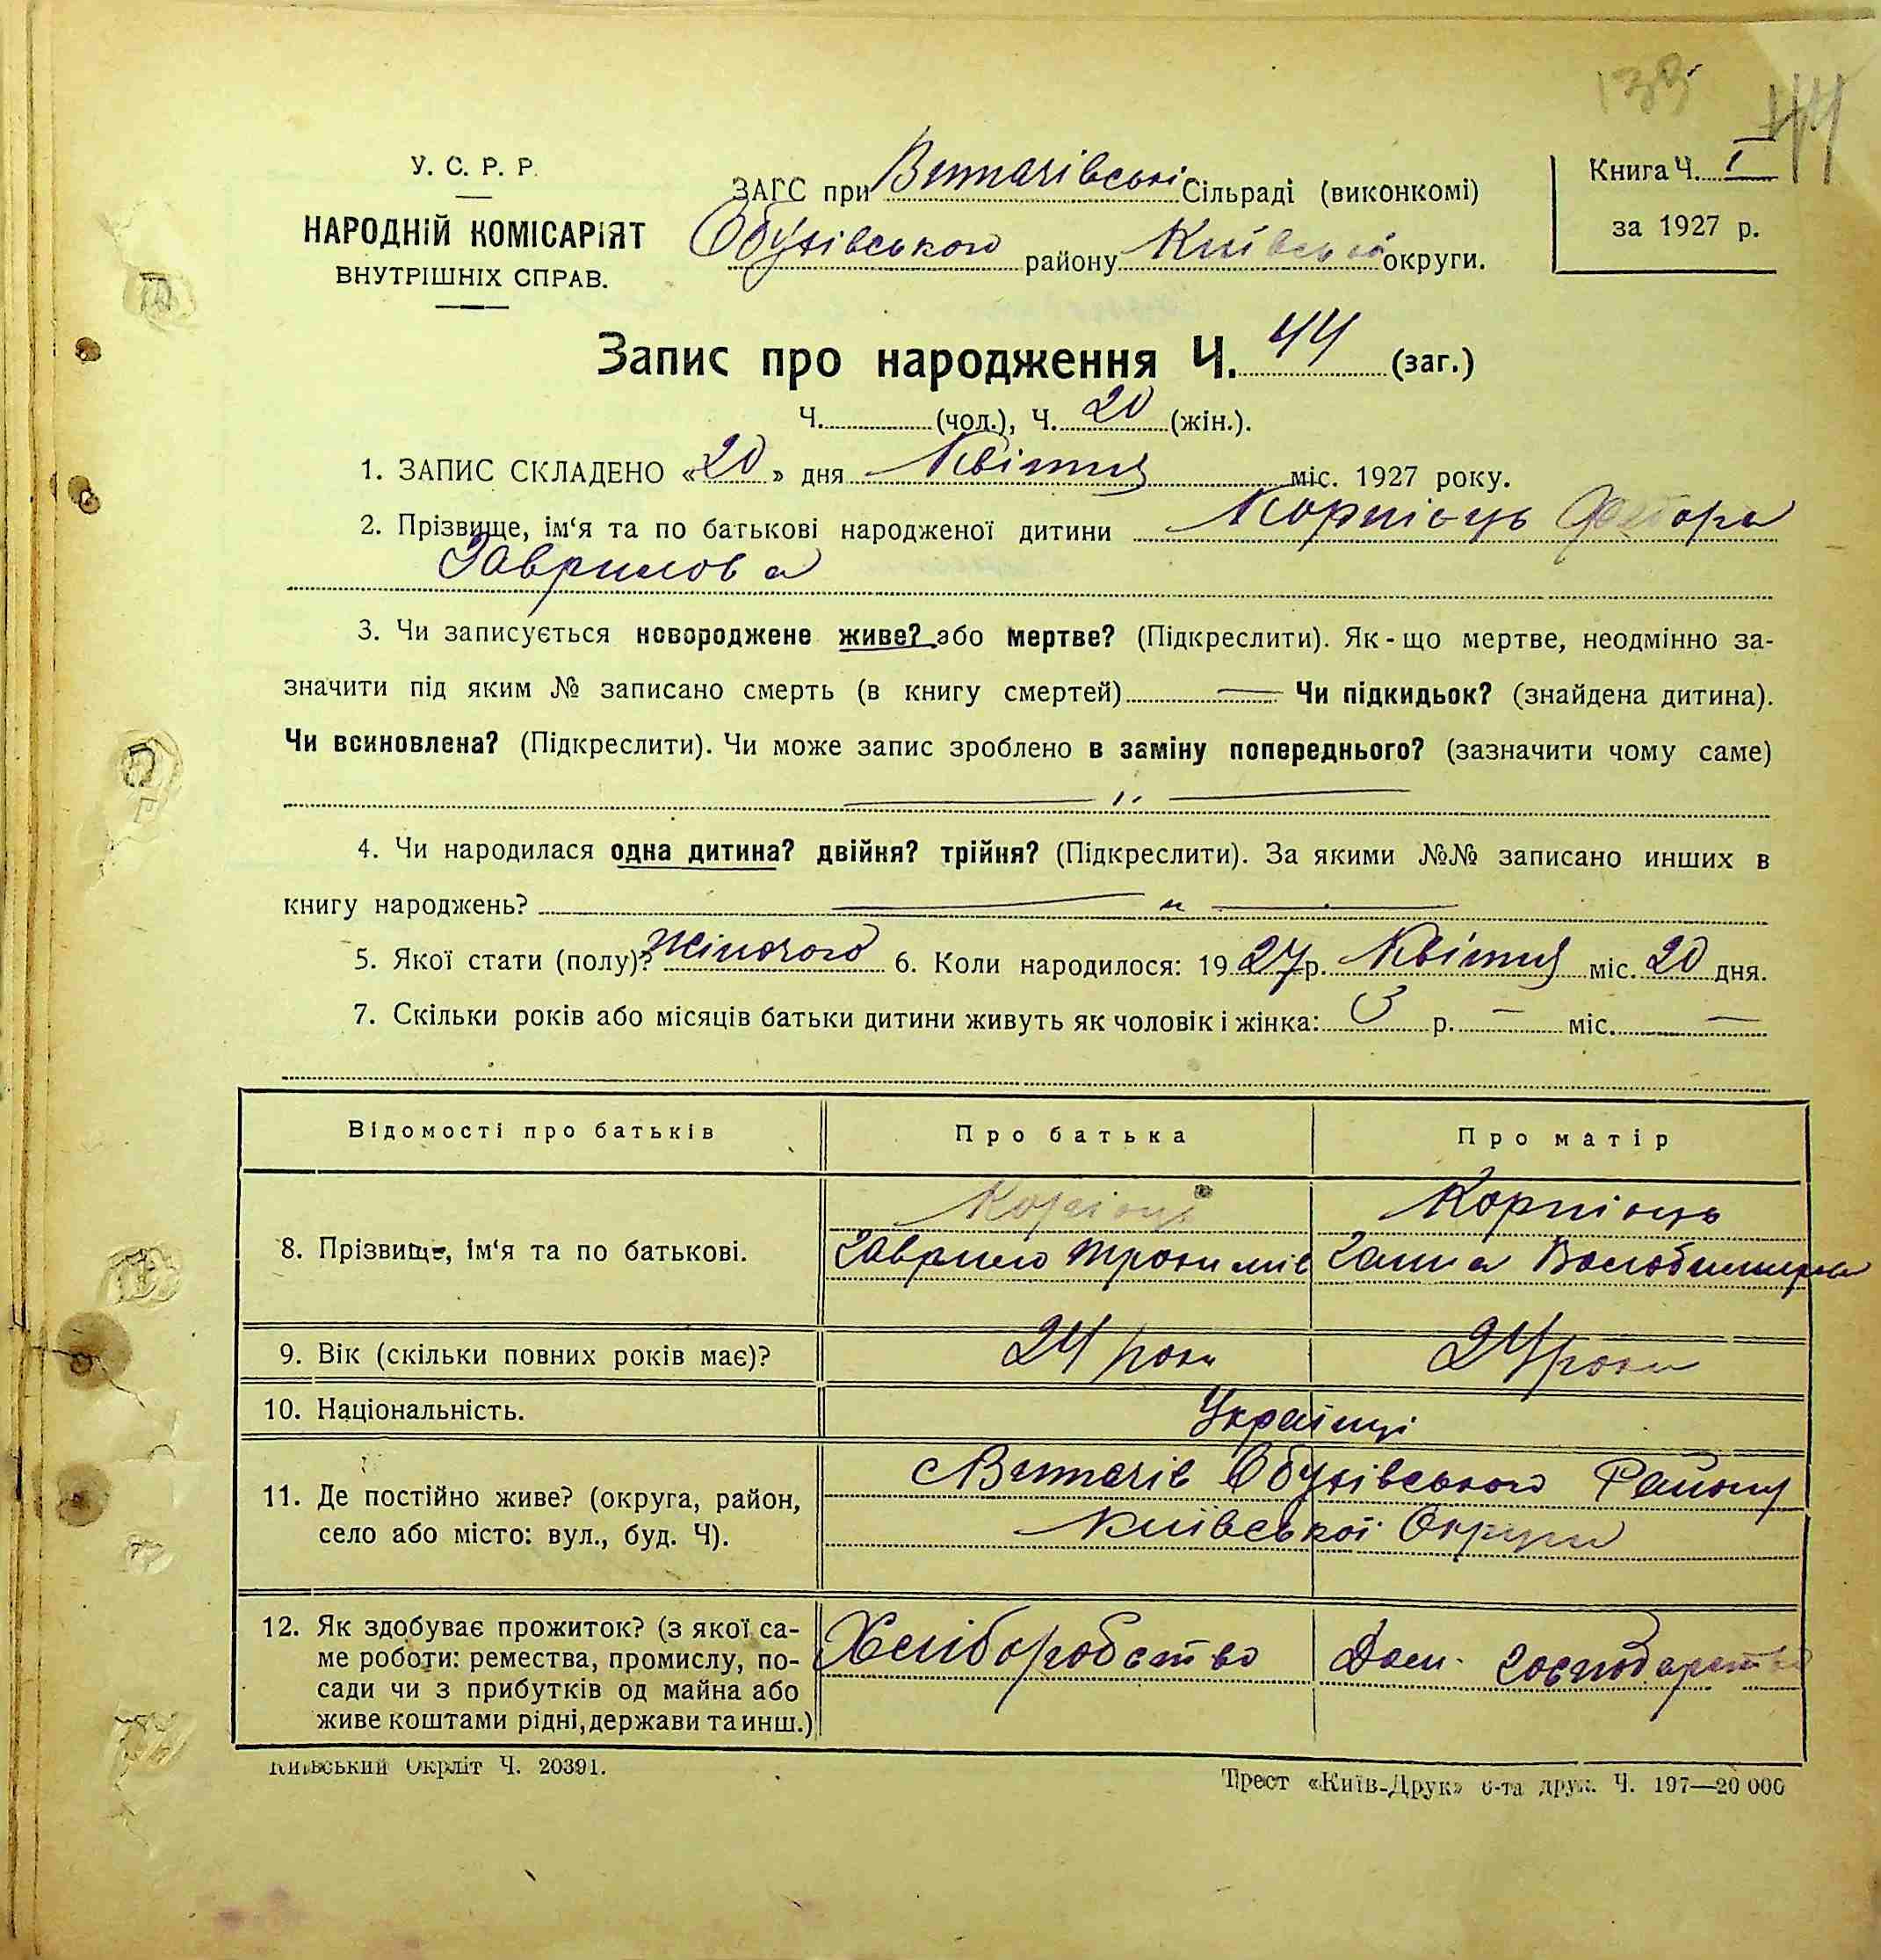 139
44
У. С. Р. Р.
НАРОДНІЙ КОМІСАРІЯТ
ВНУТРІШНІХ СПРАВ.
ЗАГС при Витачівські Сільраді (виконкомі)
Обухівського району Київської округи.
Книга Ч. I
за 1927 р.
Запис про народження Ч. 44 (заг.)
Ч. (чол.), Ч. 20 (жін.).
1. ЗАПИС СКЛАДЕНО «20» дня Квітня міс. 1927 року.
2. Прізвище, ім‘я та по батькові народженої дитини Корнієць Федора
Гаврилова
3. Чи записується новороджене живе? або мертве? (Підкреслити). Як-що мертве, неодмінно за-
значити під яким № записано смерть (в книгу смертей) — Чи підкидьок? (знайдена дитина).
Чи всиновлена? (Підкреслити). Чи може запис зроблено в заміну попереднього? (зазначити чому саме)
4. Чи народилася одна дитина? двійня? трійня? (Підкреслити). За якими №№ записано инших в
книгу народжень?
5. Якої стати (полу)? Жіночого 6. Коли народилося: 1927 р. Квітня міс. 20 дня.
7. Скільки років або місяців батьки дитини живуть як чоловік і жінка: 3 р. — міс. —
Відомості про батьків
Про батька
Про матір
8. Прізвище, ім‘я та по батькові.
Корнієць
Гаврило Трохимів
Корнієць
Ганна Володимирова
9. Вік (скільки повних років має)?
24 роки
24 роки
10. Національність.
Українці
11. Де постійно живе? (округа, район,
село або місто: вул., буд. Ч).
с Витачів Обухівського Району
Київської Округи
12. Як здобуває прожиток? (з якої са-
ме роботи: ремества, промислу, по-
сади чи з прибутків од майна або
живе коштами рідні, держави та инш.)
Хліборобство
Дом. господарство
Київський Окрліт Ч. 20391.
Трест «Київ-Друк» 6-та друк. Ч. 197—20 000